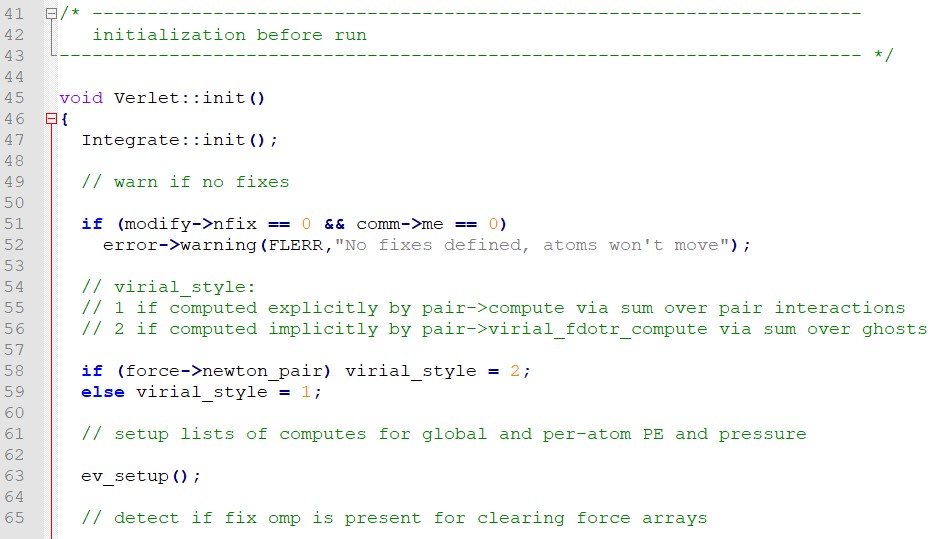 41 /* ----------------------------------------------------------------------
42    initialization before run
43 ------------------------------------------------------------------------- */
44
45 void Verlet::init()
46 {
47   Integrate::init();
48
49   // warn if no fixes
50
51   if (modify->nfix == 0 && comm->me == 0)
52     error->warning(FLERR,"No fixes defined, atoms won't move");
53
54   // virial_style:
55   // 1 if computed explicitly by pair->compute via sum over pair interactions
56   // 2 if computed implicitly by pair->virial_fdotr_compute via sum over ghosts
57
58   if (force->newton_pair) virial_style = 2;
59   else virial_style = 1;
60
61   // setup lists of computes for global and per-atom PE and pressure
62
63   ev_setup();
64
65   // detect if fix omp is present for clearing force arrays